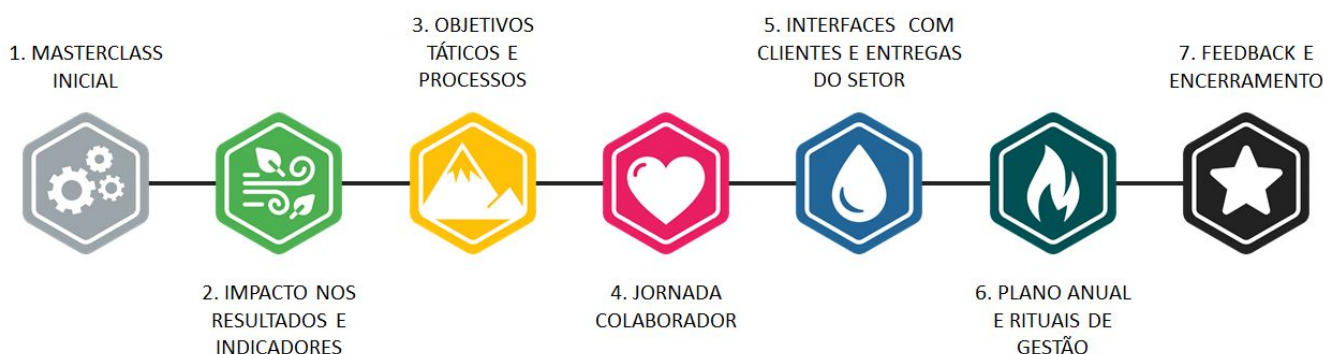 1. MASTERCLASS
INICIAL
2. IMPACTO NOS
RESULTADOS E
INDICADORES
3. OBJETIVOS
TÁTICOS E
PROCESSOS
4. JORNADA
COLABORADOR
5. INTERFACES COM
CLIENTES E ENTREGAS
DO SETOR
6. PLANO ANUAL
E RITUAIS DE
GESTÃO
7. FEEDBACK E
ENCERRAMENTO